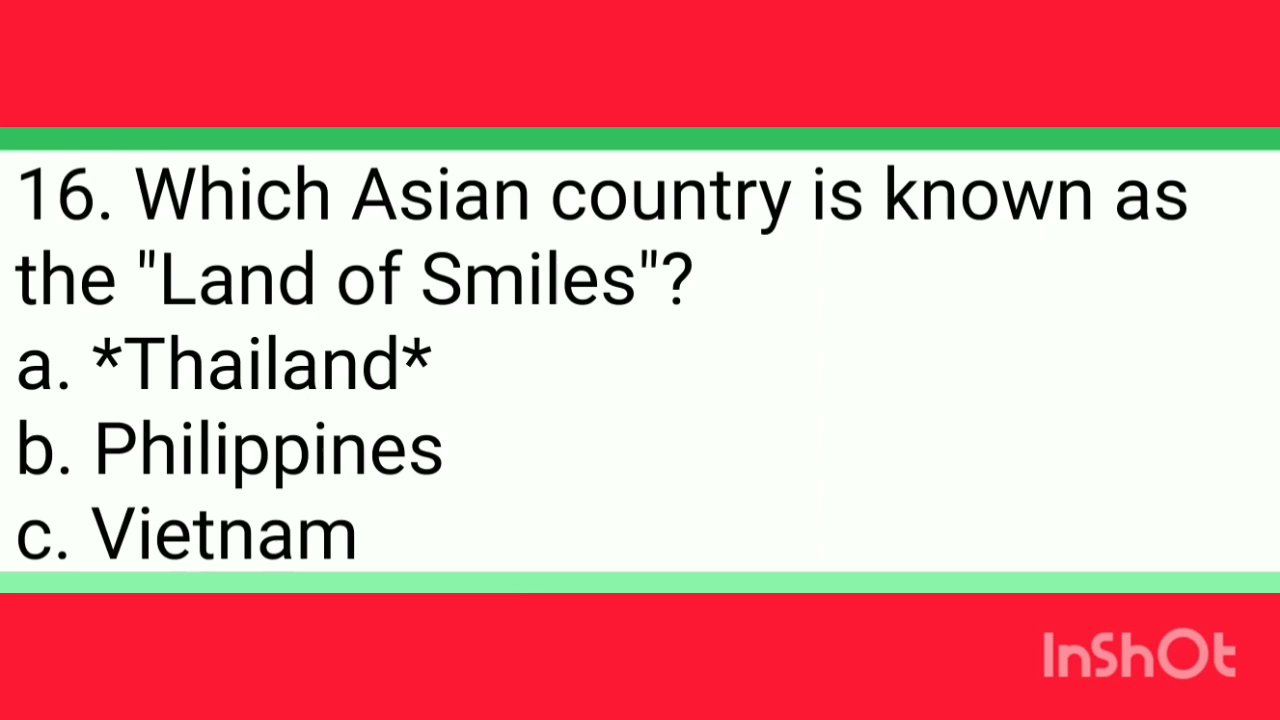 16. Which Asian country is known as
the "Land of Smiles"?
a. *Thailand*
b. Philippines
c. Vietnam
InShOt